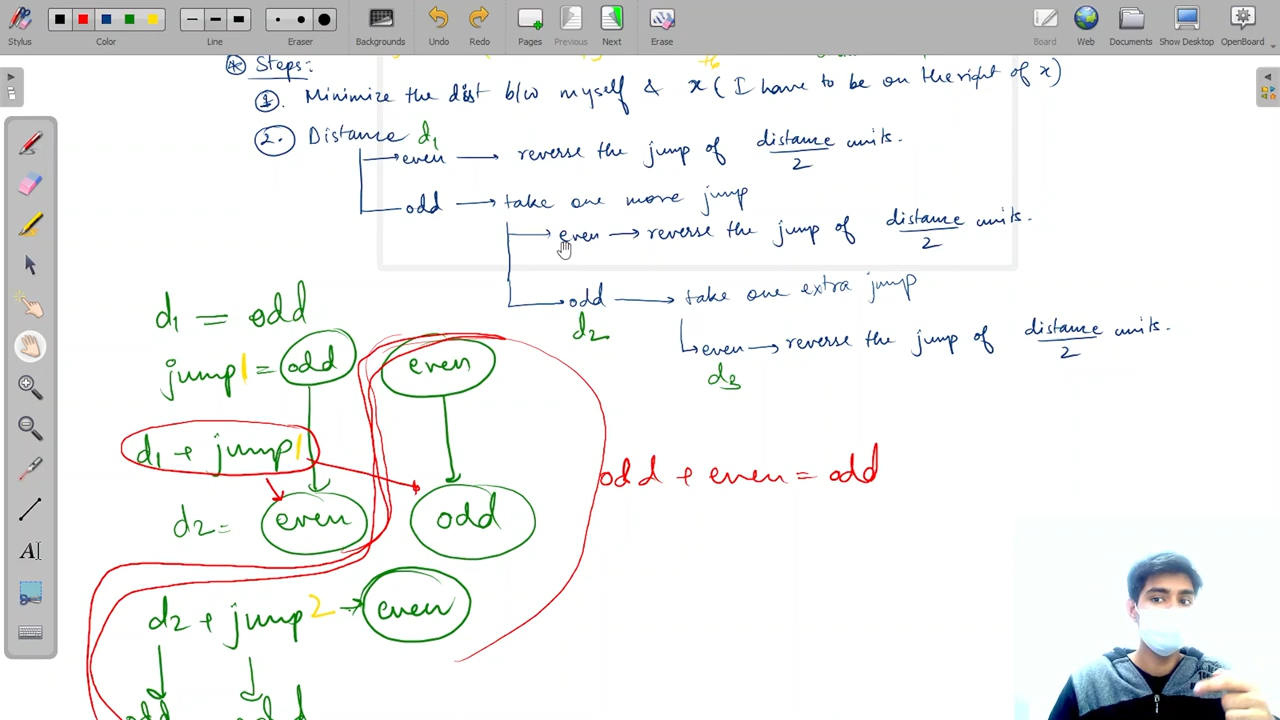 Stylus
Color
Line
Eraser
Backgrounds
Undo
Redo
Pages
Previous
Next
Erase
Board
Web
Documents
Show Desktop
OpenBoard
* Steps:
1. Minimize the dist b/w myself & x ( I have to be on the right of x)
2. Distance d1
even → reverse the jump of distance/2 units.
odd → take one more jump
even → reverse the jump of distance/2 units.
odd → take one extra jump
d2
even → reverse the jump of distance/2 units.
d3
d1 = odd
jump1 = odd even
d1 + jump1
odd + even = odd
d2 = even odd
d2 + jump2 → even
odd